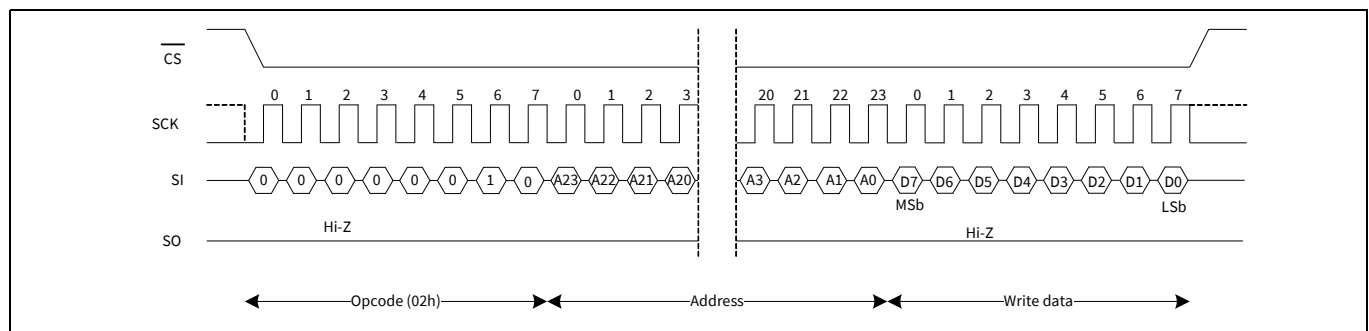 CS
0 1 2 3 4 5 6 7 0 1 2 3 20 21 22 23 0 1 2 3 4 5 6 7
SCK
SI 0 0 0 0 0 0 1 0 A23 A22 A21 A20 A3 A2 A1 A0 D7 D6 D5 D4 D3 D2 D1 D0
MSb LSb
Hi-Z Hi-Z
SO
Opcode (02h) Address Write data